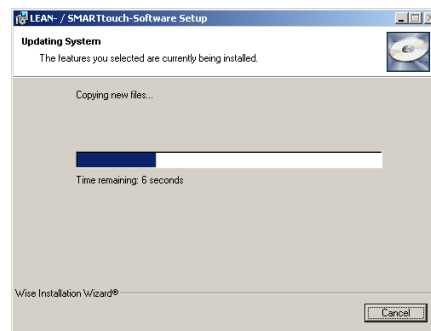 LEAN- / SMARTtouch-Software Setup
Updating System
The features you selected are currently being installed.
Copying new files...
Time remaining: 6 seconds
Wise Installation Wizard®
Cancel